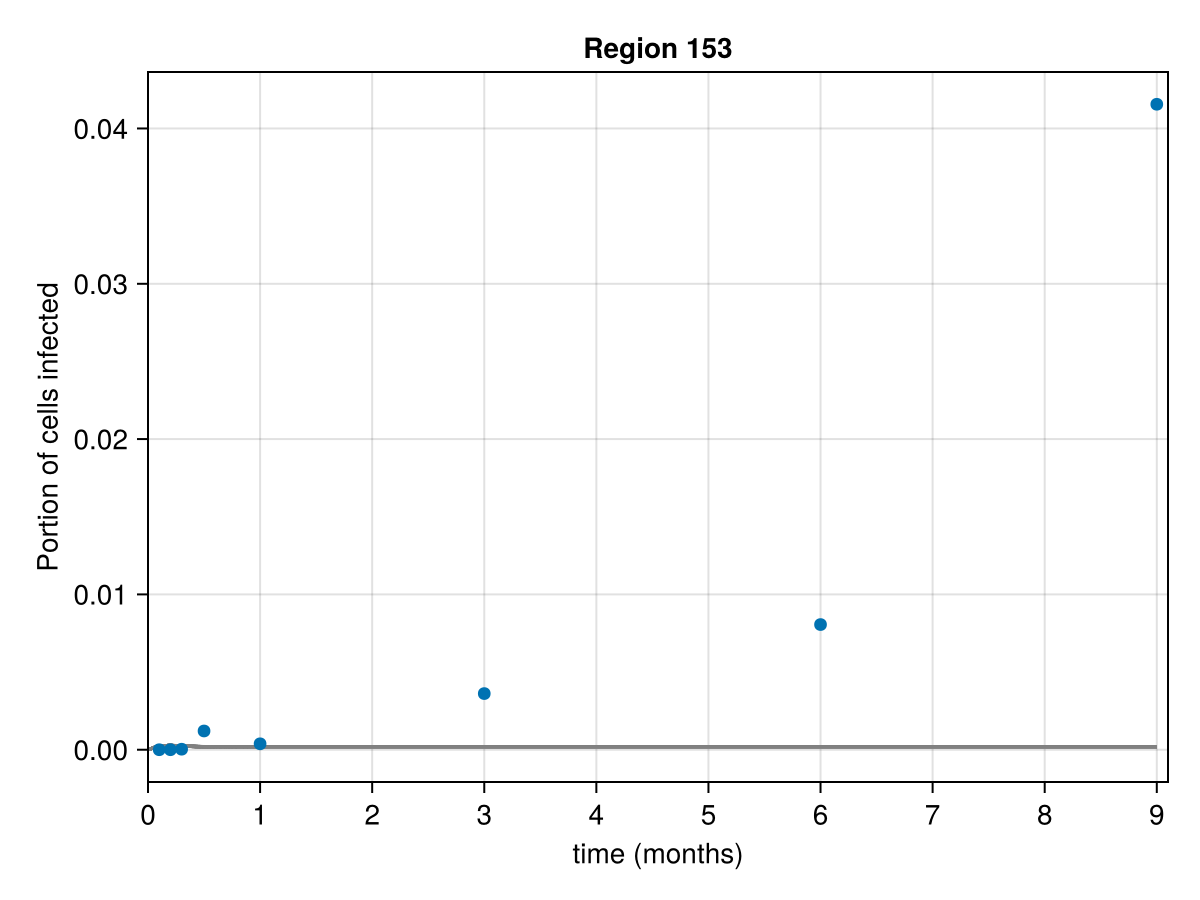 Region 153
Portion of cells infected
0.04
0.03
0.02
0.01
0.00
0 1 2 3 4 5 6 7 8 9
time (months)